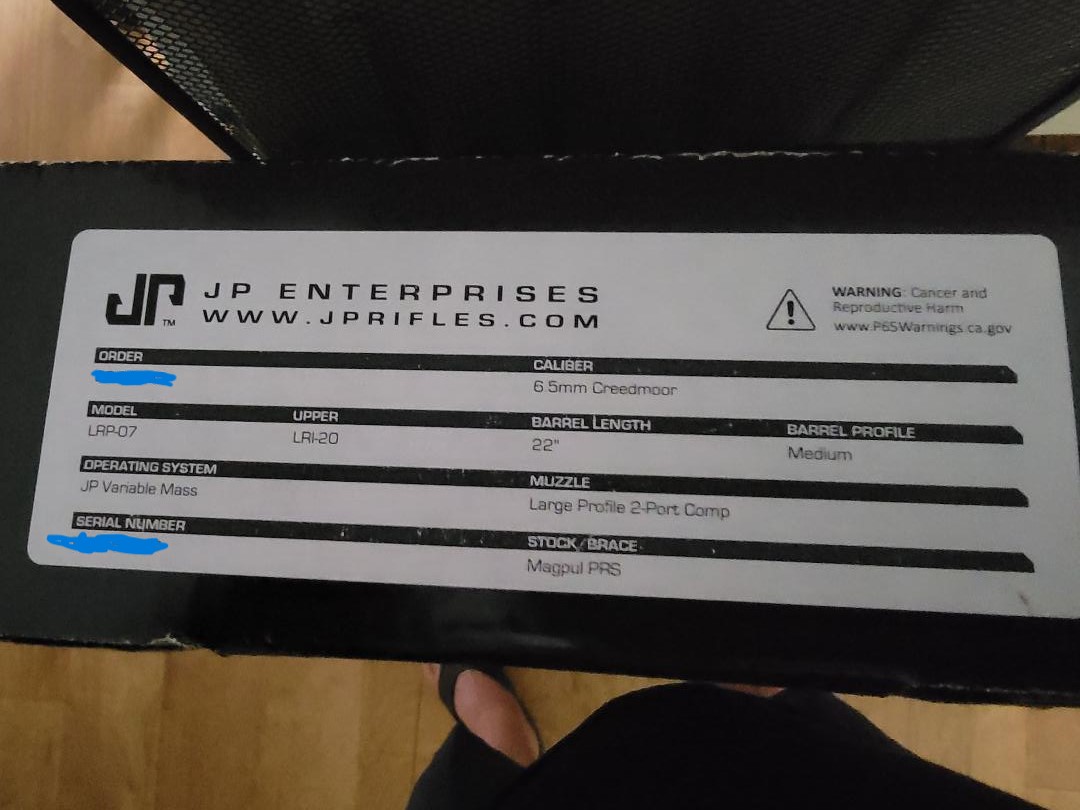 JP TM
JP ENTERPRISES
WWW.JPRIFLES.COM
WARNING: Cancer and
Reproductive Harm
www.P65Warnings.ca.gov
ORDER
CALIBER
6.5mm Creedmoor
MODEL
UPPER
BARREL LENGTH
BARREL PROFILE
LRP-07
LRI-20
22"
Medium
OPERATING SYSTEM
MUZZLE
JP Variable Mass
Large Profile 2-Port Comp
SERIAL NUMBER
STOCK/BRACE
Magpul PRS